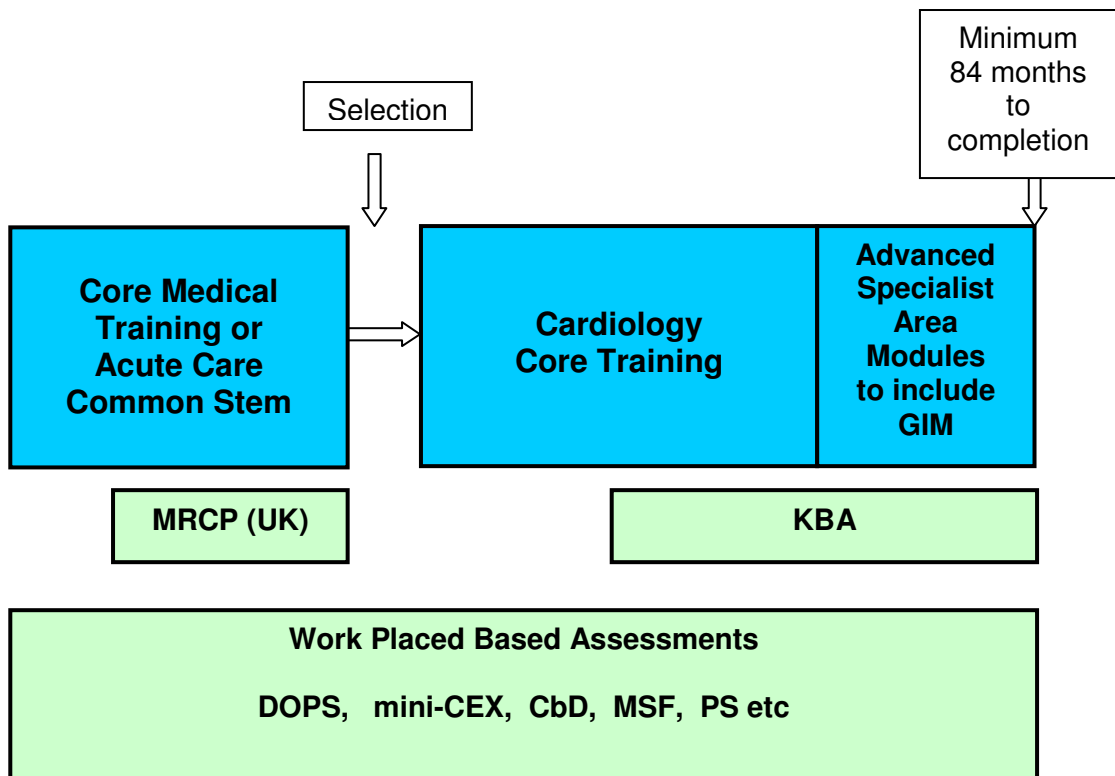 Minimum
84 months
to
completion
Selection
Core Medical
Training or
Acute Care
Common Stem
Cardiology
Core Training
Advanced
Specialist
Area
Modules
to include
GIM
MRCP (UK)
KBA
Work Placed Based Assessments
DOPS, mini-CEX, CbD, MSF, PS etc